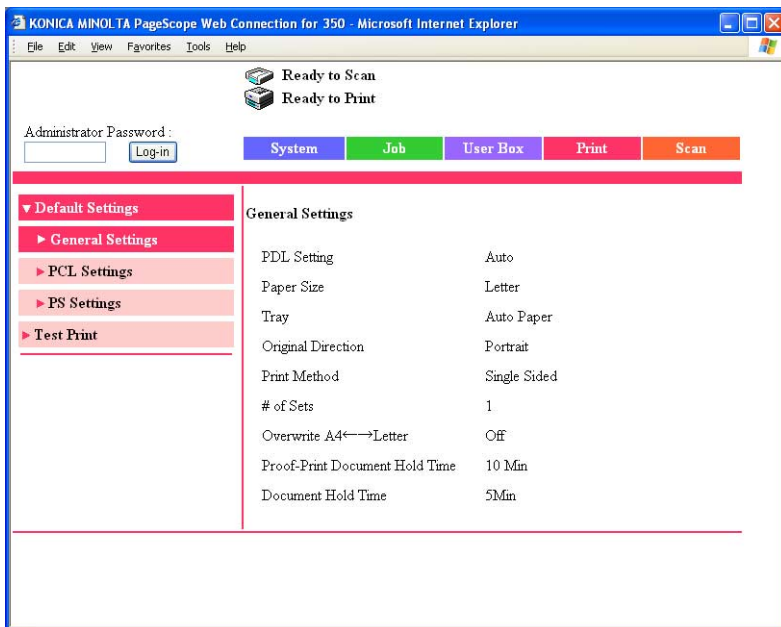 KONICA MINOLTA PageScope Web Connection for 350 - Microsoft Internet Explorer
File Edit View Favorites Tools Help
Ready to Scan
Ready to Print
Administrator Password :
Log-in
System Job User Box Print Scan
▼ Default Settings
▶ General Settings
▶ PCL Settings
▶ PS Settings
▶ Test Print
General Settings
PDL Setting Auto
Paper Size Letter
Tray Auto Paper
Original Direction Portrait
Print Method Single Sided
# of Sets 1
Overwrite A4←→Letter Off
Proof-Print Document Hold Time 10 Min
Document Hold Time 5Min